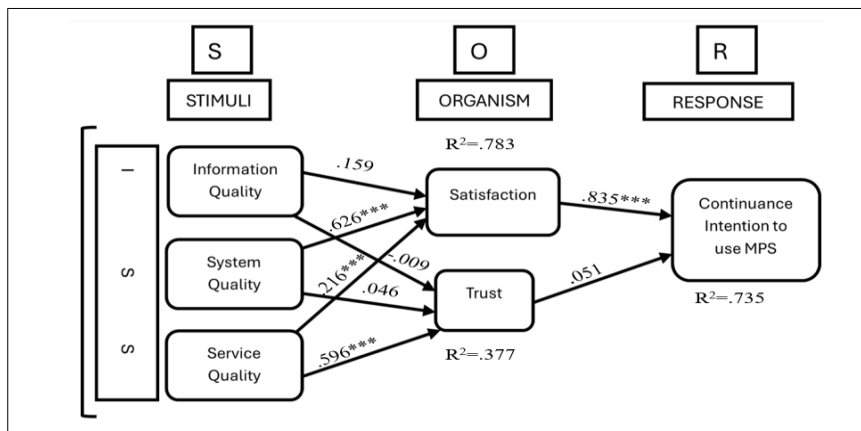 S
O
R
STIMULI
ORGANISM
RESPONSE
R²=.783
I
S
S
Information
Quality
System
Quality
Service
Quality
.159
.626***
.216***
-.009
.046
.596***
Satisfaction
Trust
R²=.377
.835***
.051
Continuance
Intention to
use MPS
R²=.735